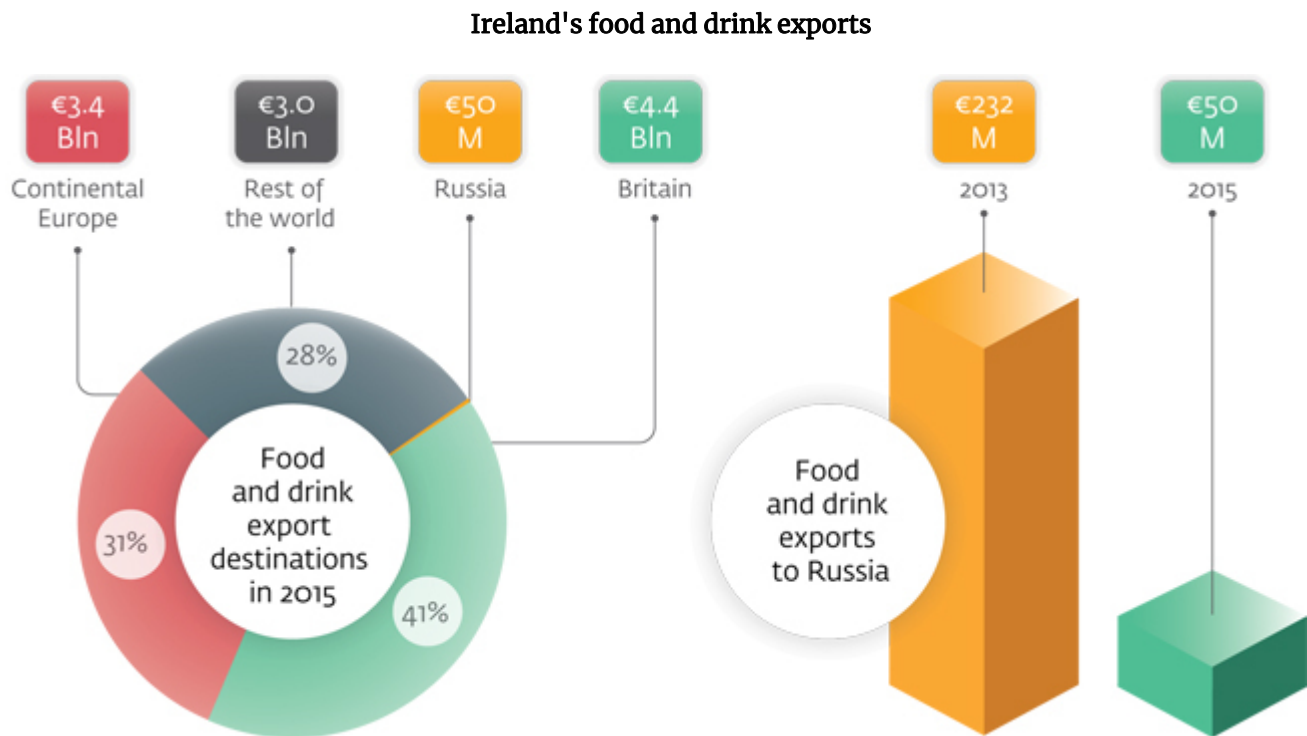 Ireland's food and drink exports
€3.4
Bln
Continental
Europe
€3.0
Bln
Rest of
the world
€50
M
Russia
€4.4
Bln
Britain
€232
M
2013
€50
M
2015
28%
31%
41%
Food
and drink
export
destinations
in 2015
Food
and drink
exports
to Russia